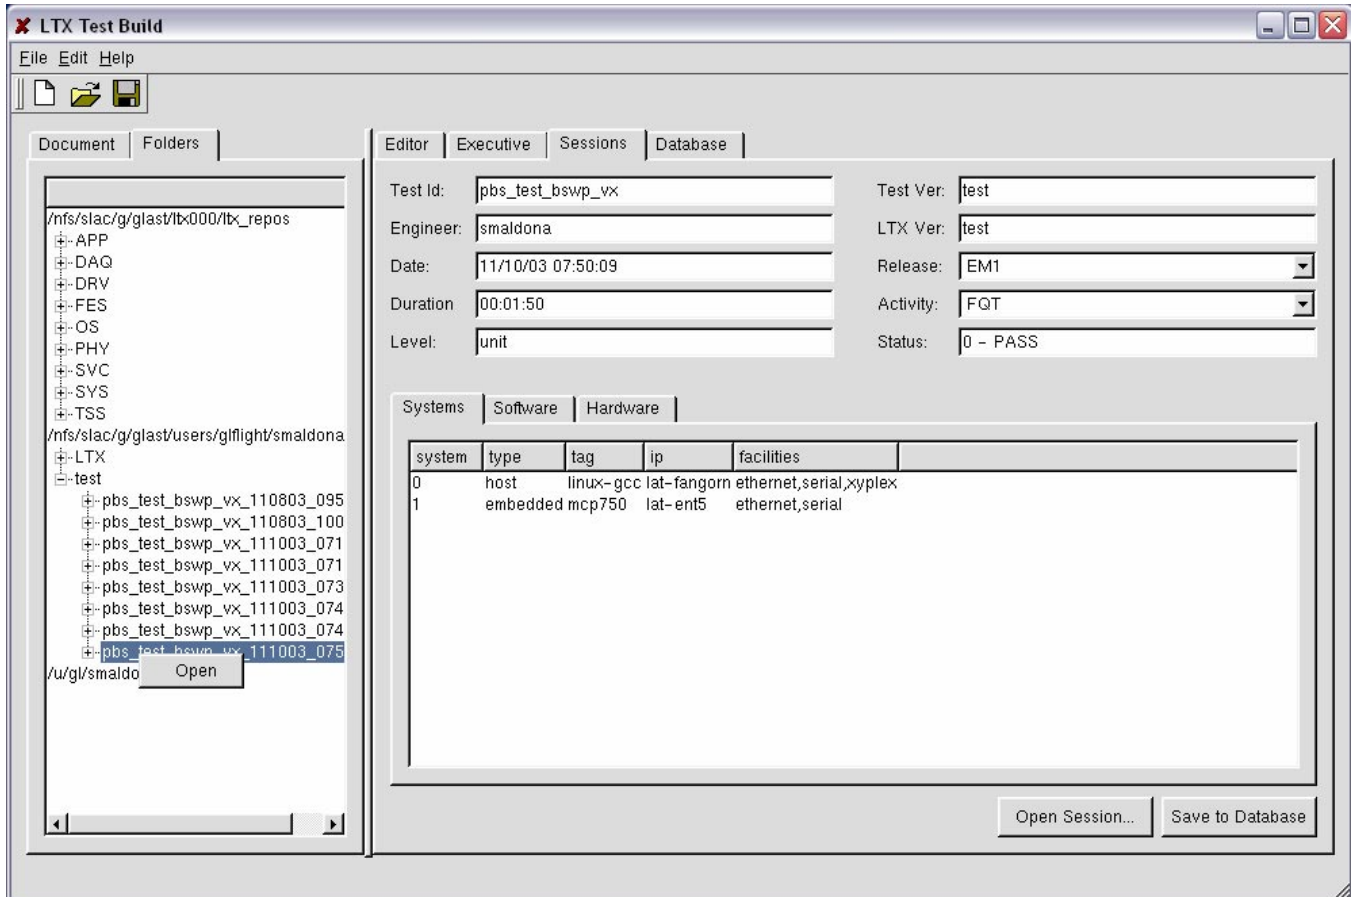 LTX Test Build
File Edit Help
Document Folders
/nfs/slac/g/glast/ltx000/ltx_repos
APP
DAQ
DRV
FES
OS
PHY
SVC
SYS
TSS
/nfs/slac/g/glast/users/glflight/smaldona
LTX
test
pbs_test_bswp_vx_110803_095
pbs_test_bswp_vx_110803_100
pbs_test_bswp_vx_111003_071
pbs_test_bswp_vx_111003_071
pbs_test_bswp_vx_111003_073
pbs_test_bswp_vx_111003_074
pbs_test_bswp_vx_111003_074
pbs_test_bswp_vx_111003_075
/u/gl/smaldo
Open
Editor Executive Sessions Database
Test Id: pbs_test_bswp_vx Test Ver: test
Engineer: smaldona LTX Ver: test
Date: 11/10/03 07:50:09 Release: EM1
Duration 00:01:50 Activity: FQT
Level: unit Status: 0 - PASS
Systems Software Hardware
system type tag ip facilities
0 host linux-gcc lat-fangorn ethernet,serial,xyplex
1 embedded mcp750 lat-ent5 ethernet,serial
Open Session... Save to Database